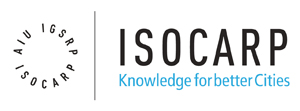 AIU IGSRP ISOCARP
ISOCARP
Knowledge for better Cities